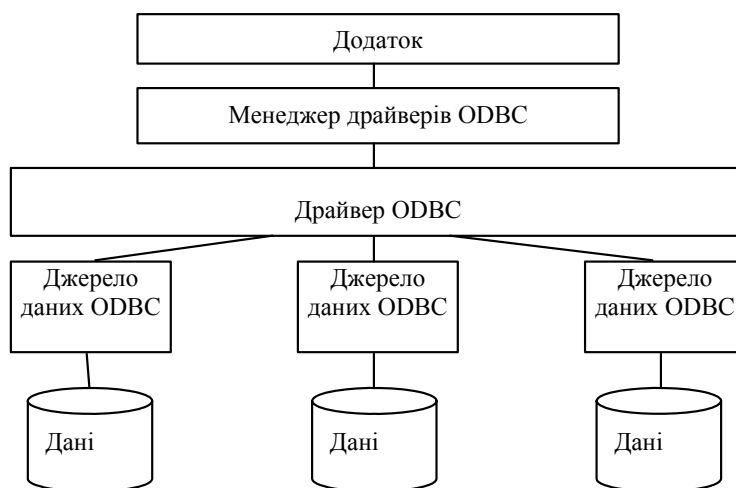 Додаток
Менеджер драйверів ODBC
Драйвер ODBC
Джерело
даних ODBC
Джерело
даних ODBC
Джерело
даних ODBC
Дані
Дані
Дані